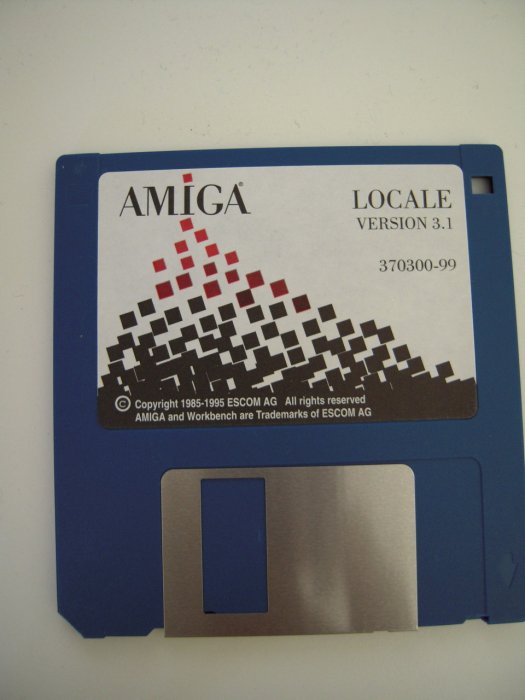 AMIGA®
LOCALE
VERSION 3.1
370300-99
© Copyright 1985-1995 ESCOM AG All rights reserved
AMIGA and Workbench are Trademarks of ESCOM AG